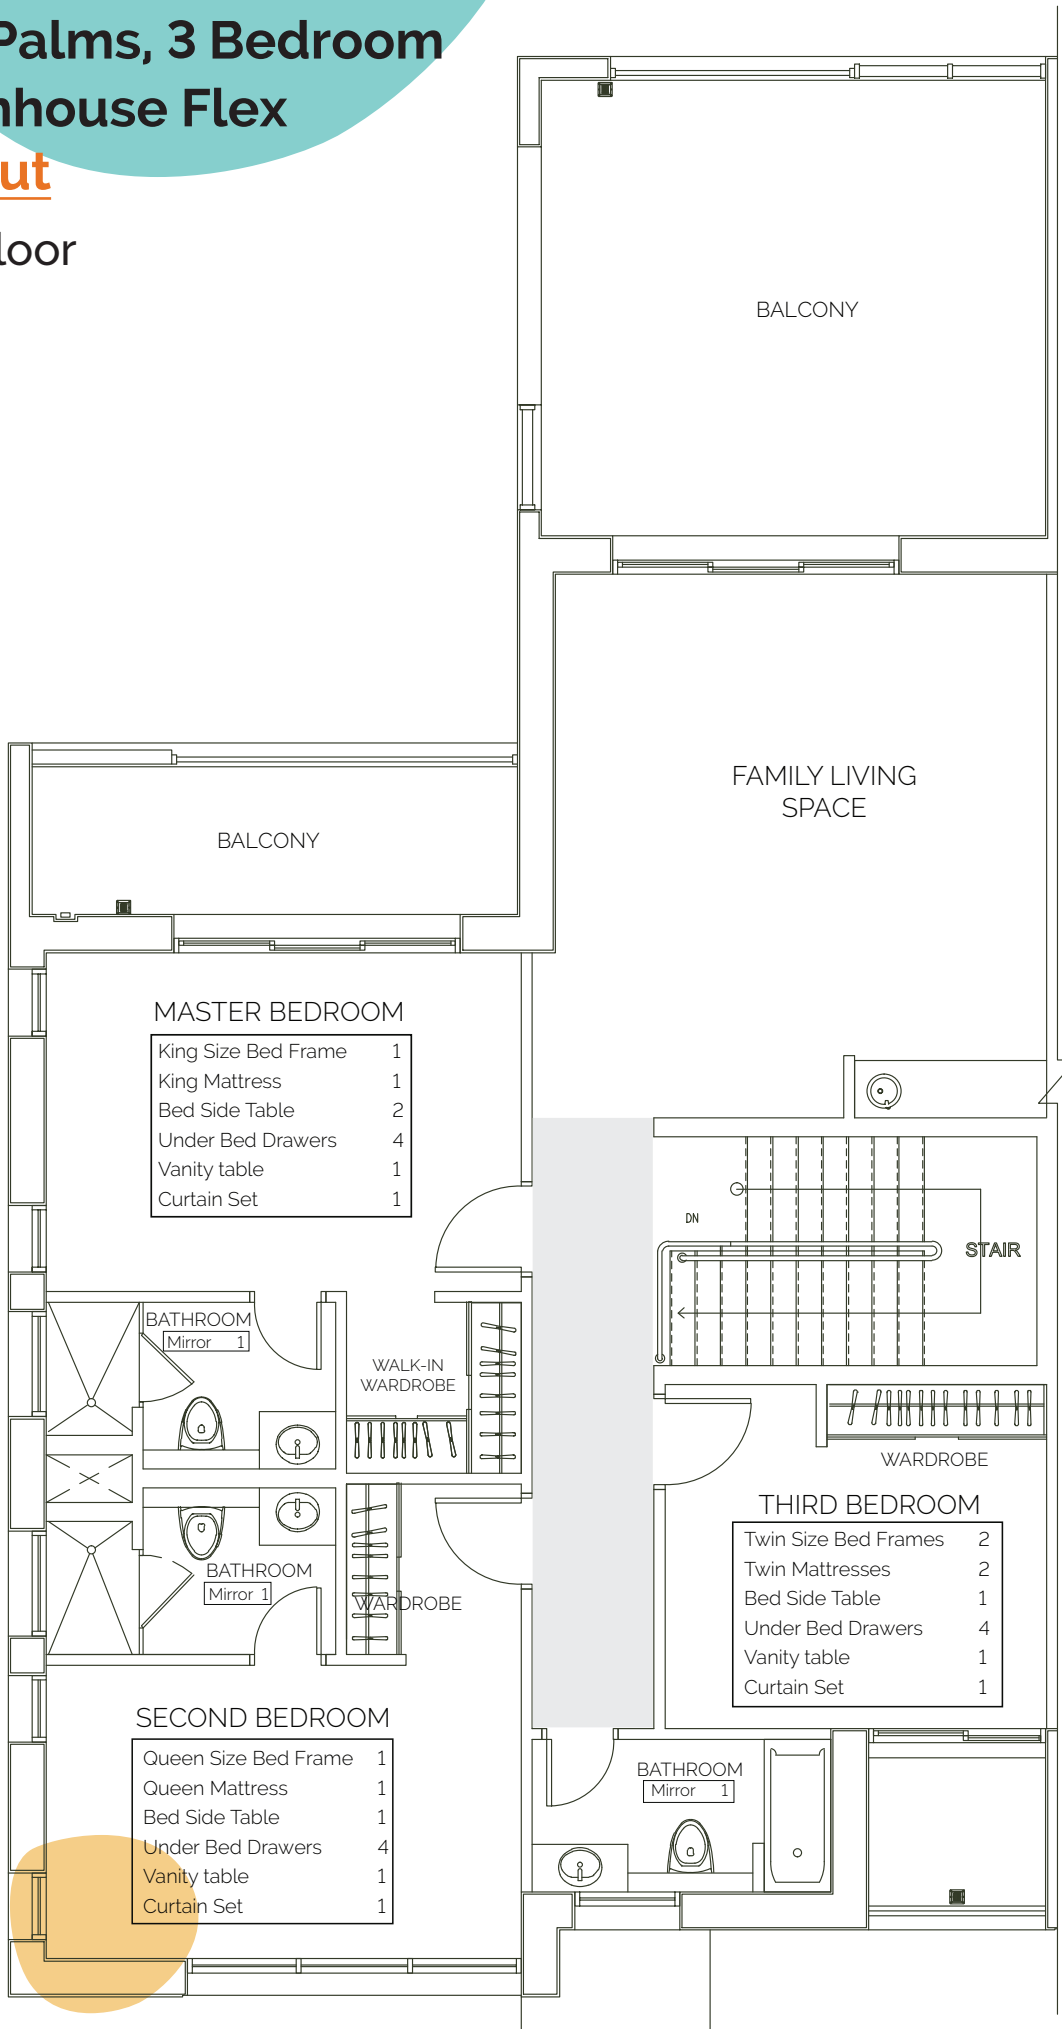 Palms, 3 Bedroom
nhouse Flex
ut
loor
BALCONY
FAMILY LIVING
SPACE
BALCONY
MASTER BEDROOM
King Size Bed Frame 1
King Mattress 1
Bed Side Table 2
Under Bed Drawers 4
Vanity table 1
Curtain Set 1
DN
STAIR
BATHROOM
Mirror 1
WALK-IN
WARDROBE
WARDROBE
THIRD BEDROOM
Twin Size Bed Frames 2
Twin Mattresses 2
Bed Side Table 1
Under Bed Drawers 4
Vanity table 1
Curtain Set 1
BATHROOM
Mirror 1
WARDROBE
SECOND BEDROOM
Queen Size Bed Frame 1
Queen Mattress 1
Bed Side Table 1
Under Bed Drawers 4
Vanity table 1
Curtain Set 1
BATHROOM
Mirror 1